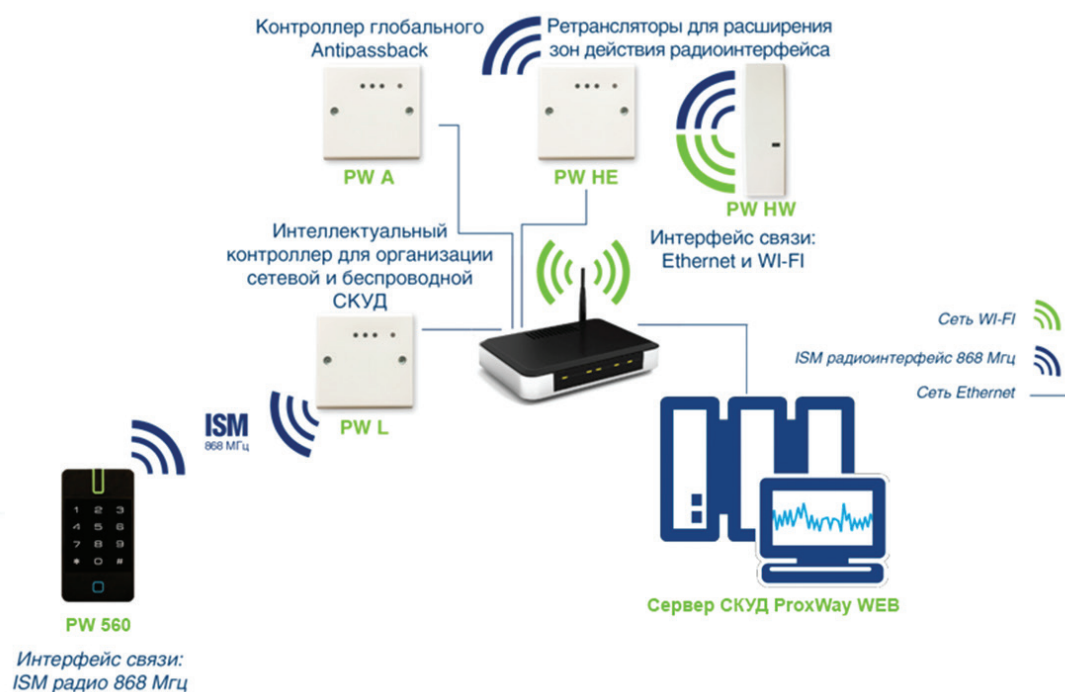 Контроллер глобального
Antipassback
Ретрансляторы для расширения
зон действия радиоинтерфейса
PW A
PW HE
PW HW
Интеллектуальный
контроллер для организации
сетевой и беспроводной
СКУД
Интерфейс связи:
Ethernet и WI-FI
PW L
Сеть WI-FI
ISM радиоинтерфейс 868 Мгц
Сеть Ethernet
ISM
868 МГц
1 2 3
4 5 6
7 8 9
* 0 #
PW 560
Интерфейс связи:
ISM радио 868 Мгц
Сервер СКУД ProxWay WEB